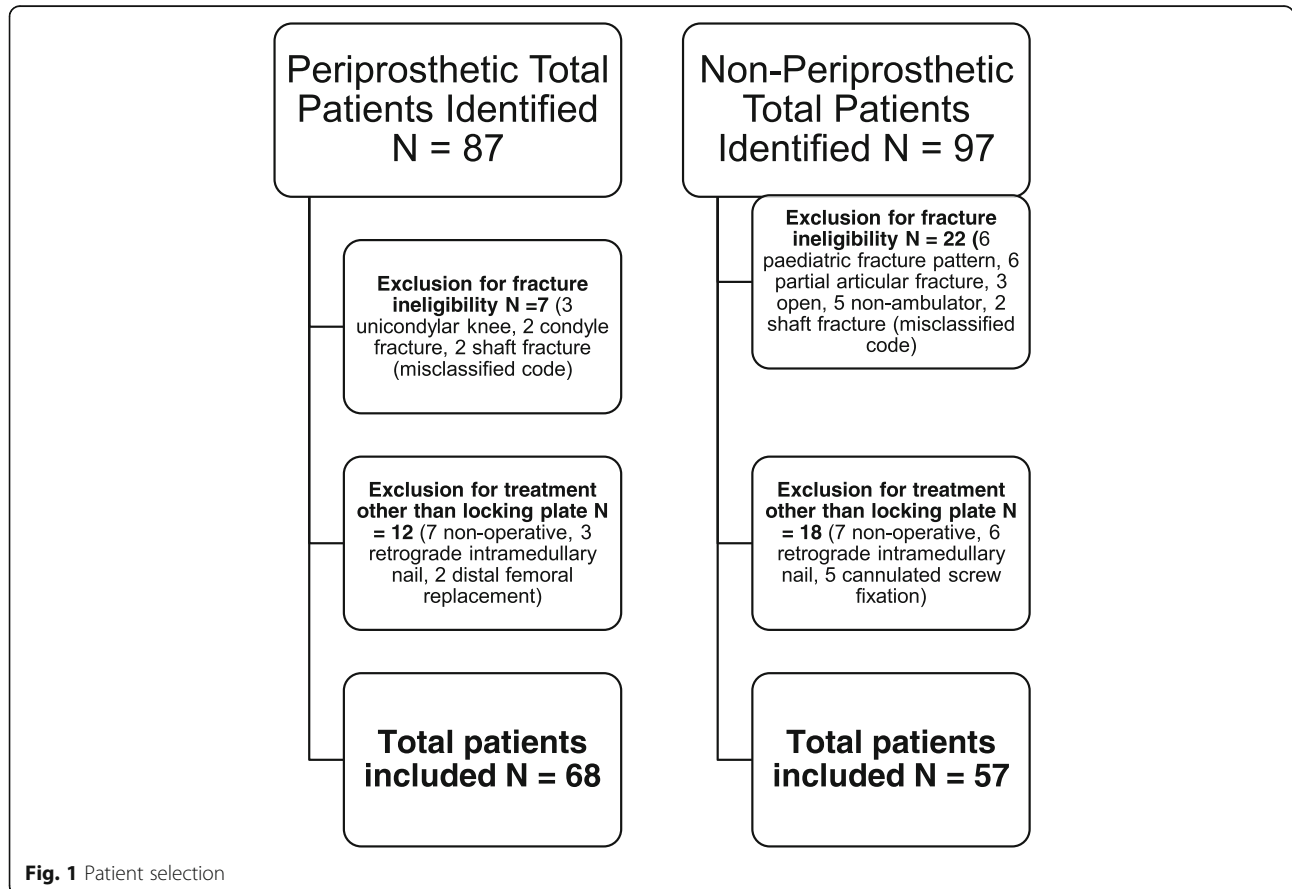 Periprosthetic Total
Patients Identified
N = 87
Exclusion for fracture
ineligibility N =7 (3
unicondylar knee, 2 condyle
fracture, 2 shaft fracture
(misclassified code)
Exclusion for treatment
other than locking plate N
= 12 (7 non-operative, 3
retrograde intramedullary
nail, 2 distal femoral
replacement)
Total patients
included N = 68
Non-Periprosthetic
Total Patients
Identified N = 97
Exclusion for fracture
ineligibility N = 22 (6
paediatric fracture pattern, 6
partial articular fracture, 3
open, 5 non-ambulator, 2
shaft fracture (misclassified
code)
Exclusion for treatment
other than locking plate N
= 18 (7 non-operative, 6
retrograde intramedullary
nail, 5 cannulated screw
fixation)
Total patients
included N = 57
Fig. 1 Patient selection